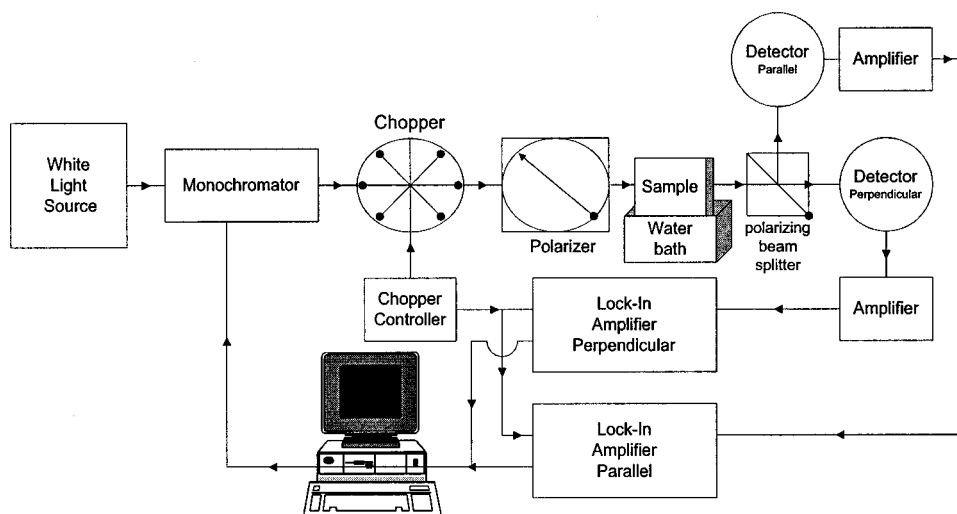 Detector
Parallel
Amplifier
Chopper
White
Light
Source
Monochromator
Polarizer
Sample
Water
bath
polarizing
beam
splitter
Detector
Perpendicular
Chopper
Controller
Lock-In
Amplifier
Perpendicular
Amplifier
Lock-In
Amplifier
Parallel